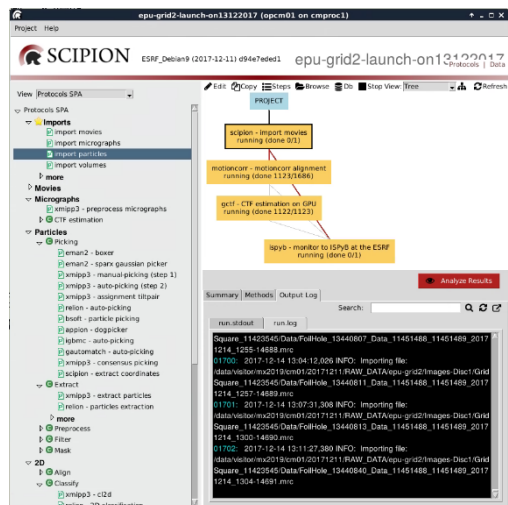 epu-grid2-launch-on13122017 (opcm01 on cmproc1)
Project Help
SCIPION
ESRF_Debian9 (2017-12-11) d94e7eded1
epu-grid2-launch-on13122017
Protocols | Data
View Protocols SPA
Edit Copy Steps Browse Db Stop View: Tree Refresh
Protocols SPA
Imports
import movies
import micrographs
import particles
import volumes
more
Movies
Micrographs
xmipp3 - preprocess micrographs
CTF estimation
Particles
Picking
eman2 - boxer
eman2 - sparx gaussian picker
xmipp3 - manual-picking (step 1)
xmipp3 - auto-picking (step 2)
xmipp3 - assignment tiltpair
relion - auto-picking
bsoft - particle picking
appion - dogpicker
igbmc - auto-picking
gautomatch - auto-picking
xmipp3 - consensus picking
scipion - extract coordinates
Extract
xmipp3 - extract particles
relion - particles extraction
more
Preprocess
Filter
Mask
2D
Align
Classify
xmipp3 - cl2d
relion - 2D classification
PROJECT
scipion - Import movies
running (done 0/1)
motioncorr - motioncorr alignment
running (done 1123/1686)
gctf - CTF estimation on GPU
running (done 1122/1123)
ispyb - monitor to ISPyB at the ESRF
running (done 0/1)
Analyze Results
Summary Methods Output Log
Search:
run.stdout run.log
Square_11423545/Data/FoilHole_13440807_Data_11451488_11451489_2017
1214_1255-14688.mrc
01700: 2017-12-14 13:04:12,026 INFO: Importing file:
/data/visitor/mx2019/cm01/20171211/RAW_DATA/epu-grid2/Images-Disc1/Grid
Square_11423545/Data/FoilHole_13440811_Data_11451488_11451489_2017
1214_1257-14689.mrc
01701: 2017-12-14 13:07:31,308 INFO: Importing file:
/data/visitor/mx2019/cm01/20171211/RAW_DATA/epu-grid2/Images-Disc1/Grid
Square_11423545/Data/FoilHole_13440813_Data_11451488_11451489_2017
1214_1300-14690.mrc
01702: 2017-12-14 13:11:27,380 INFO: Importing file:
/data/visitor/mx2019/cm01/20171211/RAW_DATA/epu-grid2/Images-Disc1/Grid
Square_11423545/Data/FoilHole_13440840_Data_11451488_11451489_2017
1214_1304-14691.mrc